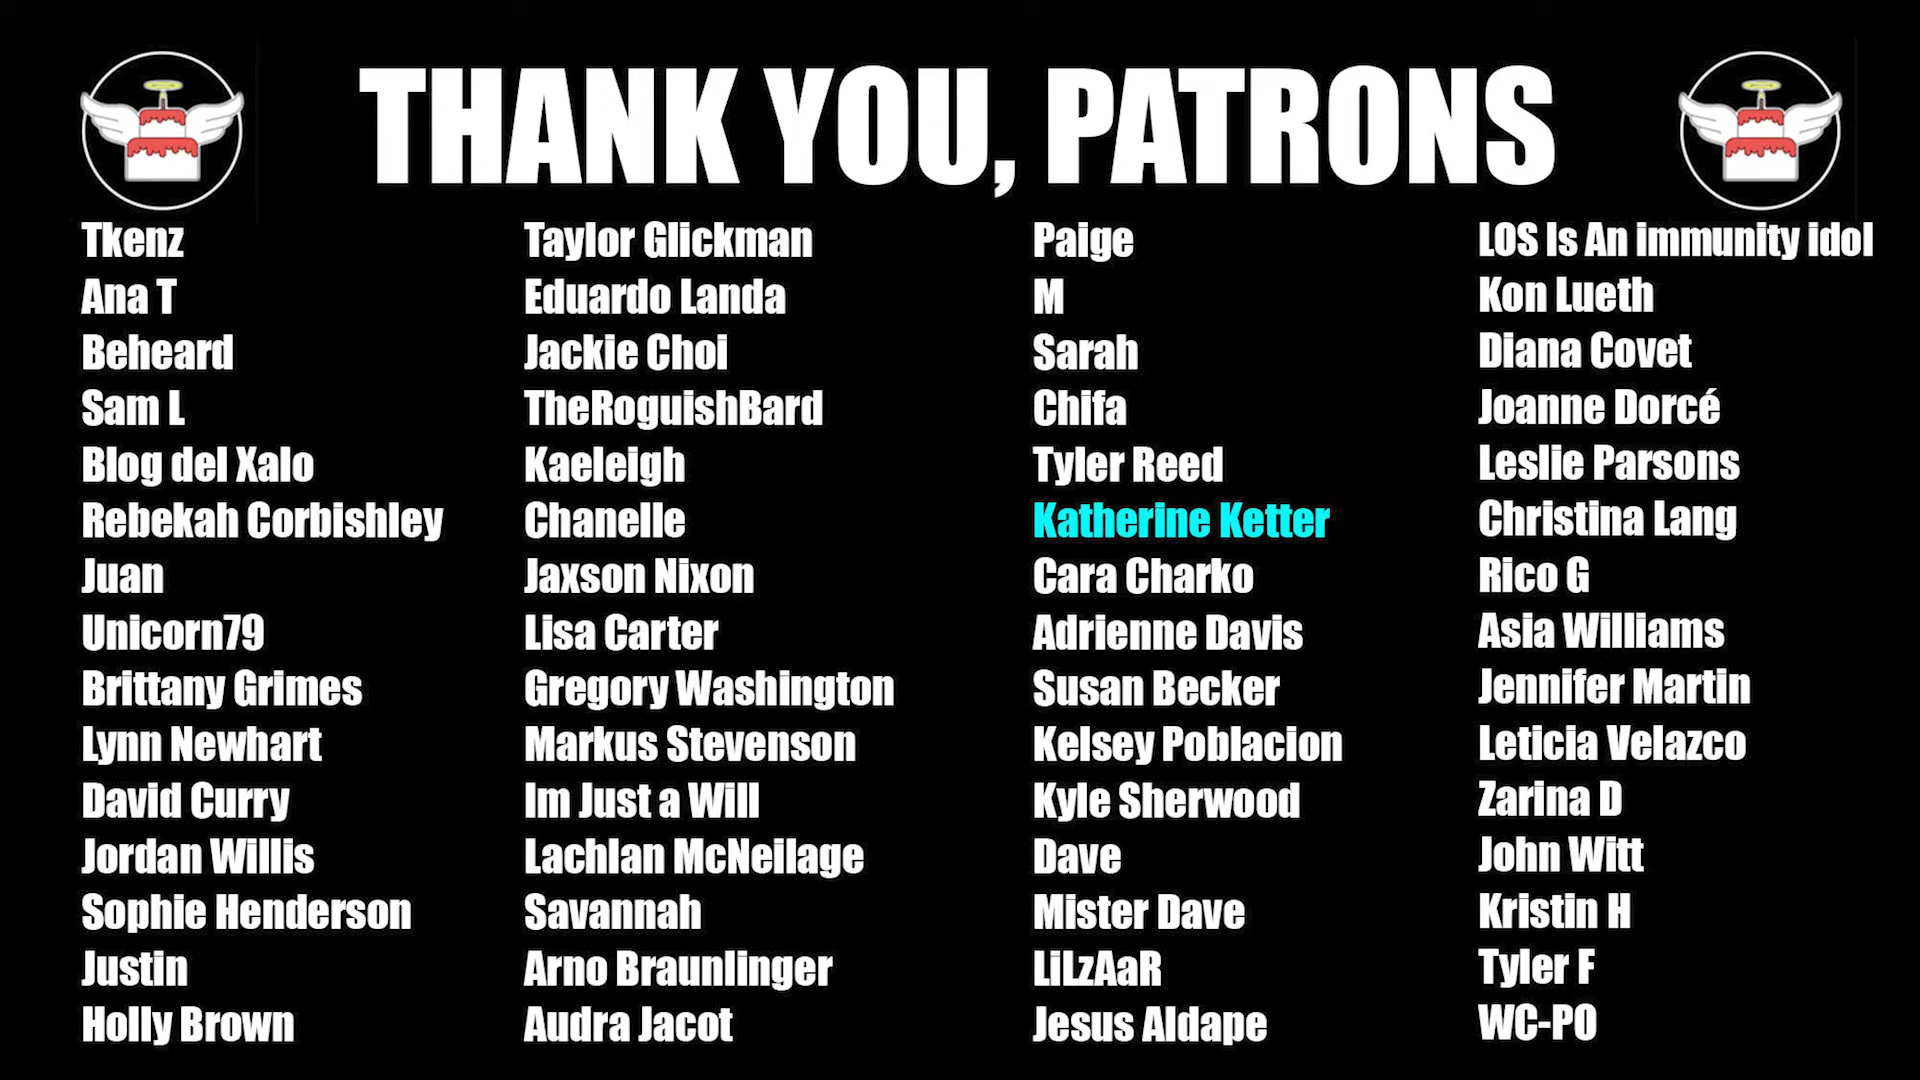 THANK YOU, PATRONS
Tkenz
Ana T
Beheard
Sam L
Blog del Xalo
Rebekah Corbishley
Juan
Unicorn79
Brittany Grimes
Lynn Newhart
David Curry
Jordan Willis
Sophie Henderson
Justin
Holly Brown
Taylor Glickman
Eduardo Landa
Jackie Choi
TheRoguishBard
Kaeleigh
Chanelle
Jaxson Nixon
Lisa Carter
Gregory Washington
Markus Stevenson
Im Just a Will
Lachlan McNeilage
Savannah
Arno Braunlinger
Audra Jacot
Paige
M
Sarah
Chifa
Tyler Reed
Katherine Ketter
Cara Charko
Adrienne Davis
Susan Becker
Kelsey Poblacion
Kyle Sherwood
Dave
Mister Dave
LiLzAaR
Jesus Aldape
LOS Is An immunity idol
Kon Lueth
Diana Covet
Joanne Dorcé
Leslie Parsons
Christina Lang
Rico G
Asia Williams
Jennifer Martin
Leticia Velazco
Zarina D
John Witt
Kristin H
Tyler F
WC-PO